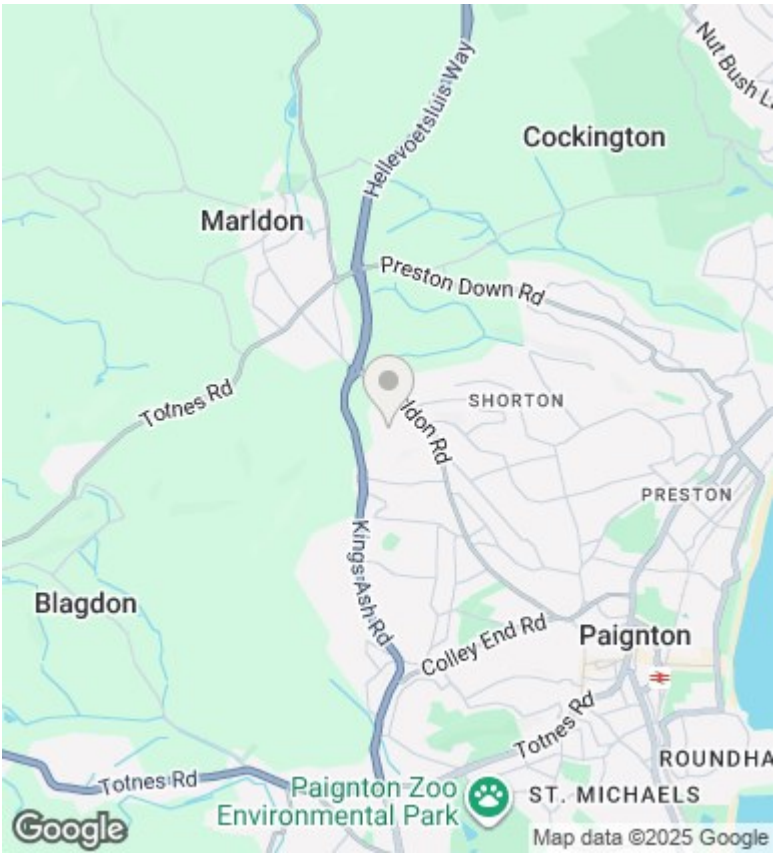 Nut Bush L
Hellevoetsluis Way
Cockington
Marldon
Preston Down Rd
Totnes Rd
ldon Rd
SHORTON
PRESTON
Kings Ash Rd
Blagdon
Colley End Rd
Paignton
Totnes Rd
ROUNDHA
Totnes Rd
Paignton Zoo
Environmental Park
ST. MICHAELS
Google
Map data ©2025 Google